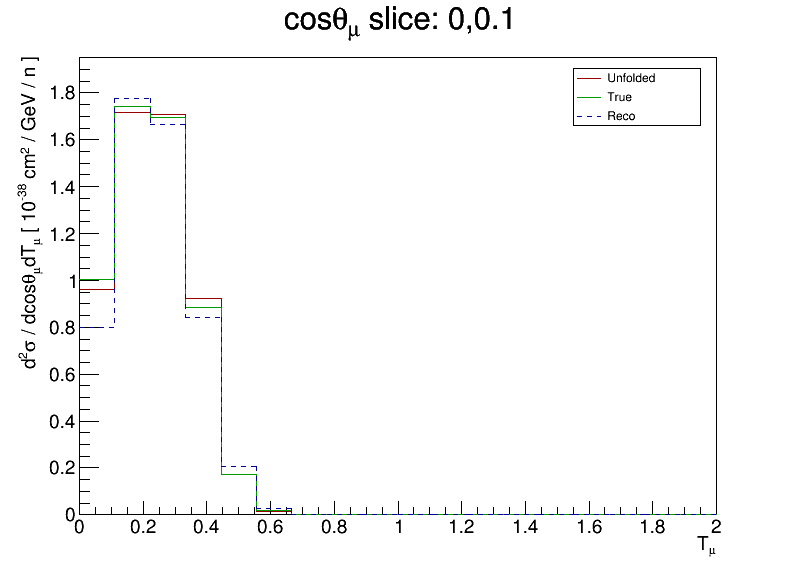 cosθμ slice: 0,0.1
d²σ / dcosθμdTμ [ 10⁻³⁸ cm² / GeV / n ]
Unfolded
True
Reco
1.8
1.6
1.4
1.2
1
0.8
0.6
0.4
0.2
0
0 0.2 0.4 0.6 0.8 1 1.2 1.4 1.6 1.8 2
Tμ